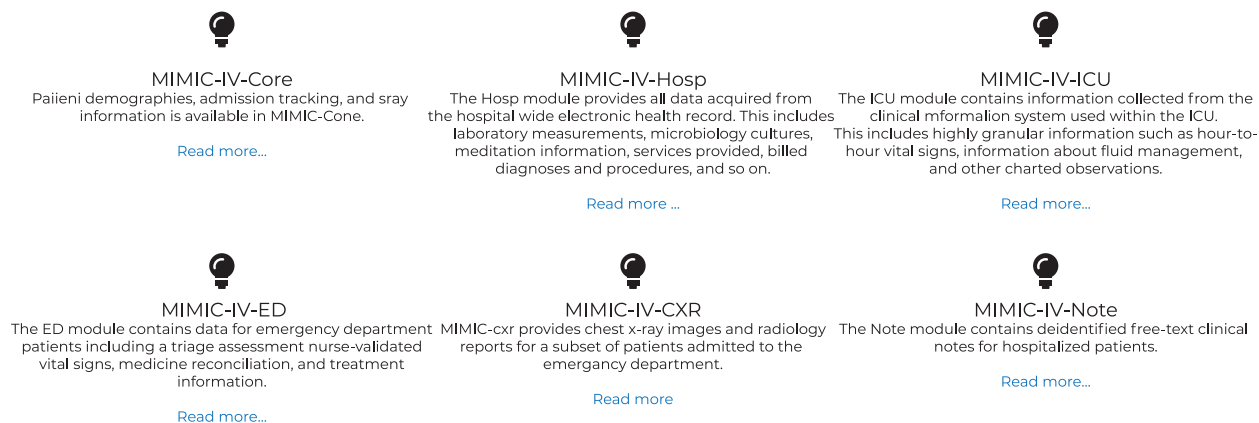 MIMIC-IV-Core
Paiieni demographies, admission tracking, and sray
information is available in MIMIC-Cone.
Read more...
MIMIC-IV-Hosp
The Hosp module provides all data acquired from
the hospital wide electronic health record. This includes
laboratory measurements, microbiology cultures,
meditation information, services provided, billed
diagnoses and procedures, and so on.
Read more ...
MIMIC-IV-ICU
The ICU module contains information collected from the
clinical mformalion system used within the ICU.
This includes highly granular information such as hour-to-
hour vital signs, information about fluid management,
and other charted observations.
Read more...
MIMIC-IV-ED
The ED module contains data for emergency department
patients including a triage assessment nurse-validated
vital signs, medicine reconciliation, and treatment
information.
Read more...
MIMIC-IV-CXR
MIMIC-cxr provides chest x-ray images and radiology
reports for a subset of patients admitted to the
emergancy department.
Read more
MIMIC-IV-Note
The Note module contains deidentified free-text clinical
notes for hospitalized patients.
Read more...